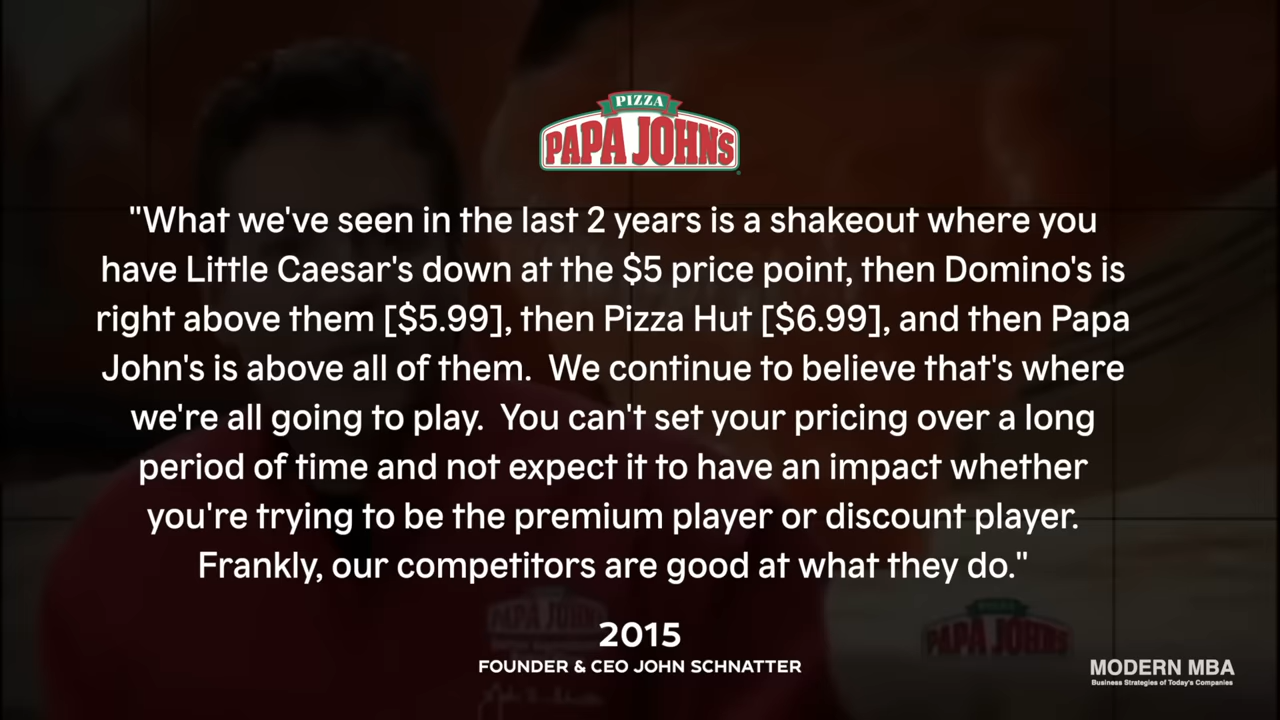 PIZZA
PAPA JOHN'S
"What we've seen in the last 2 years is a shakeout where you
have Little Caesar's down at the $5 price point, then Domino's is
right above them [$5.99], then Pizza Hut [$6.99], and then Papa
John's is above all of them.  We continue to believe that's where
we're all going to play.  You can't set your pricing over a long
period of time and not expect it to have an impact whether
you're trying to be the premium player or discount player.
Frankly, our competitors are good at what they do."
PAPA JOHN'S
2015
PIZZA
PAPA JOHN'S
FOUNDER & CEO JOHN SCHNATTER
MODERN MBA
Business Strategies of Today's Companies